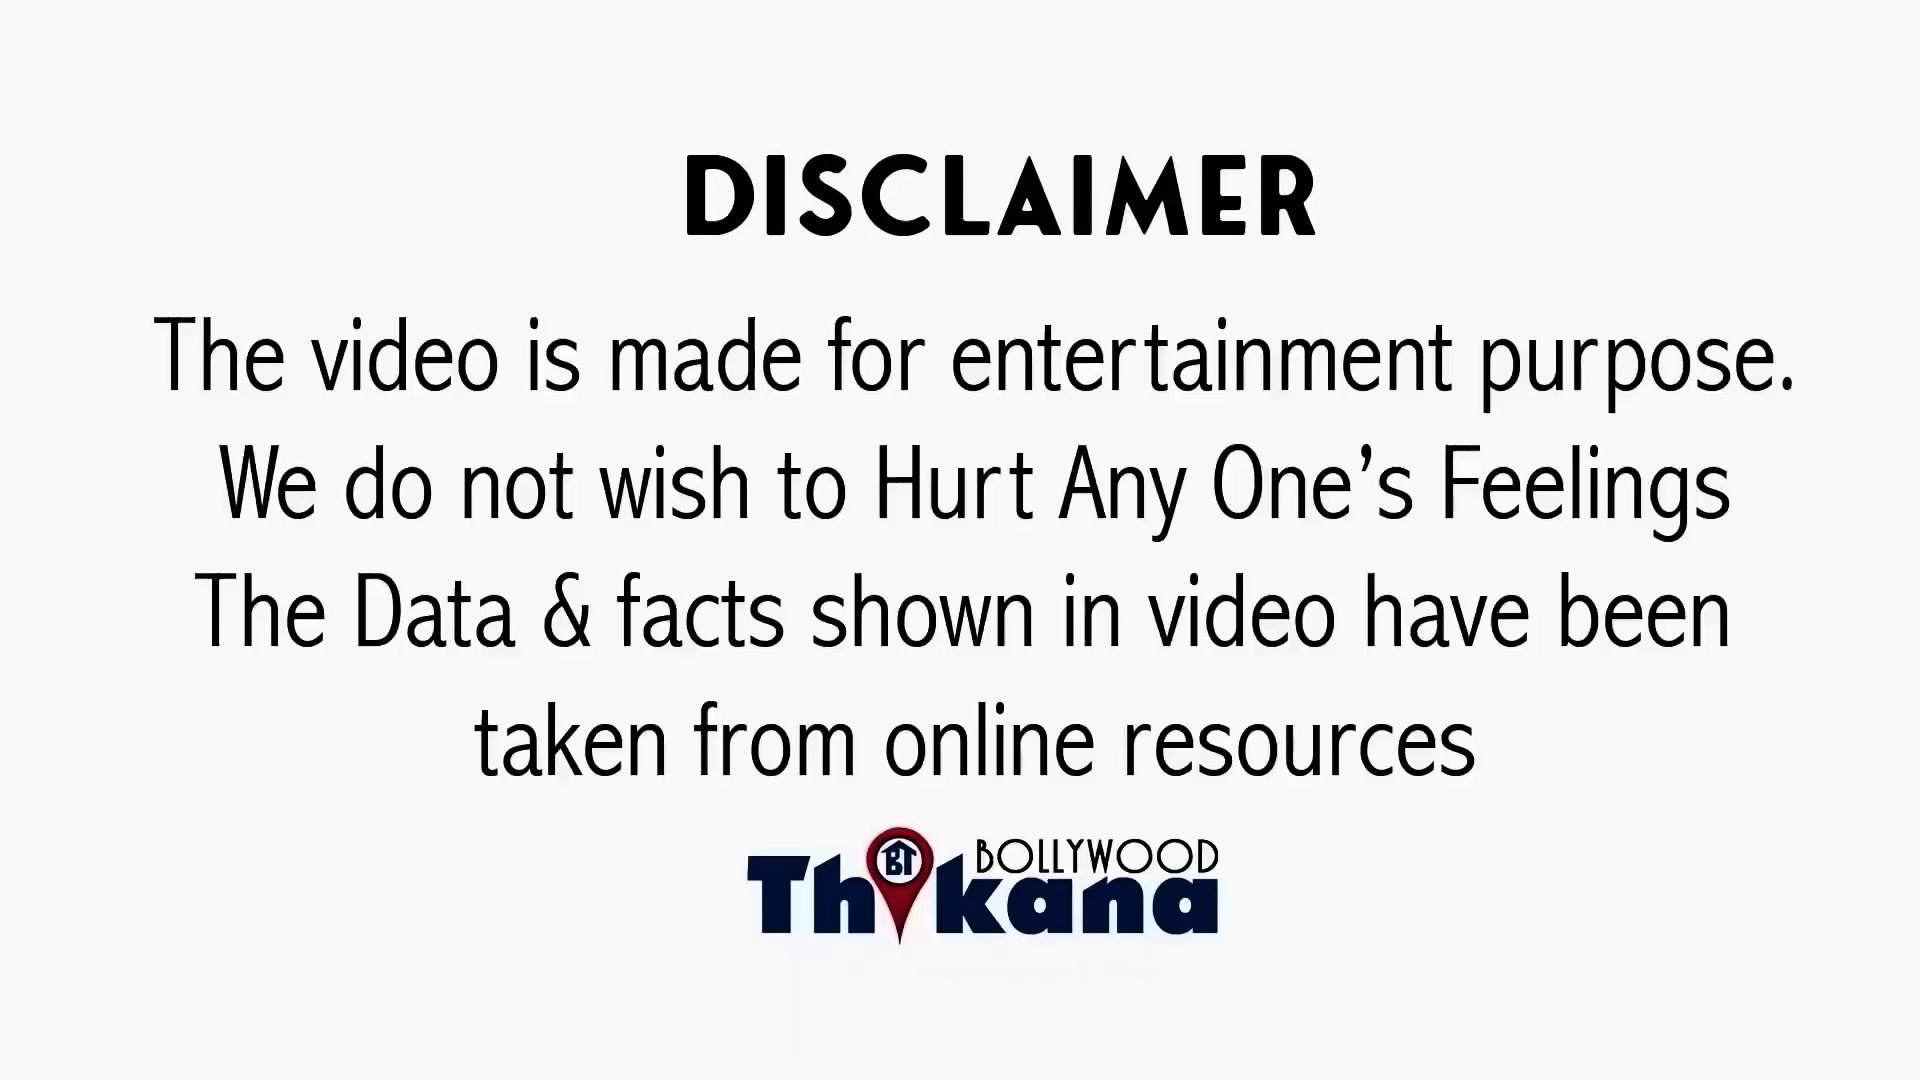 DISCLAIMER
The video is made for entertainment purpose.
We do not wish to Hurt Any One’s Feelings
The Data & facts shown in video have been
taken from online resources
BT BOLLYWOOD
Thikana